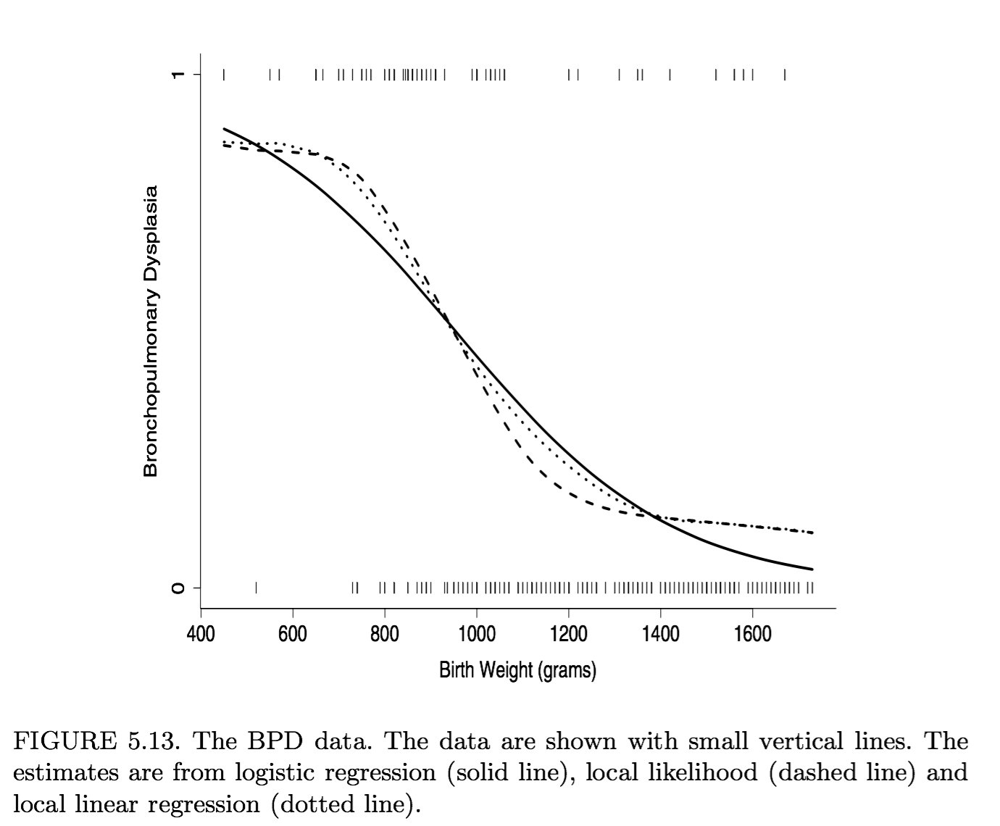 1
Bronchopulmonary Dysplasia
0
400 600 800 1000 1200 1400 1600
Birth Weight (grams)
FIGURE 5.13. The BPD data. The data are shown with small vertical lines. The
estimates are from logistic regression (solid line), local likelihood (dashed line) and
local linear regression (dotted line).